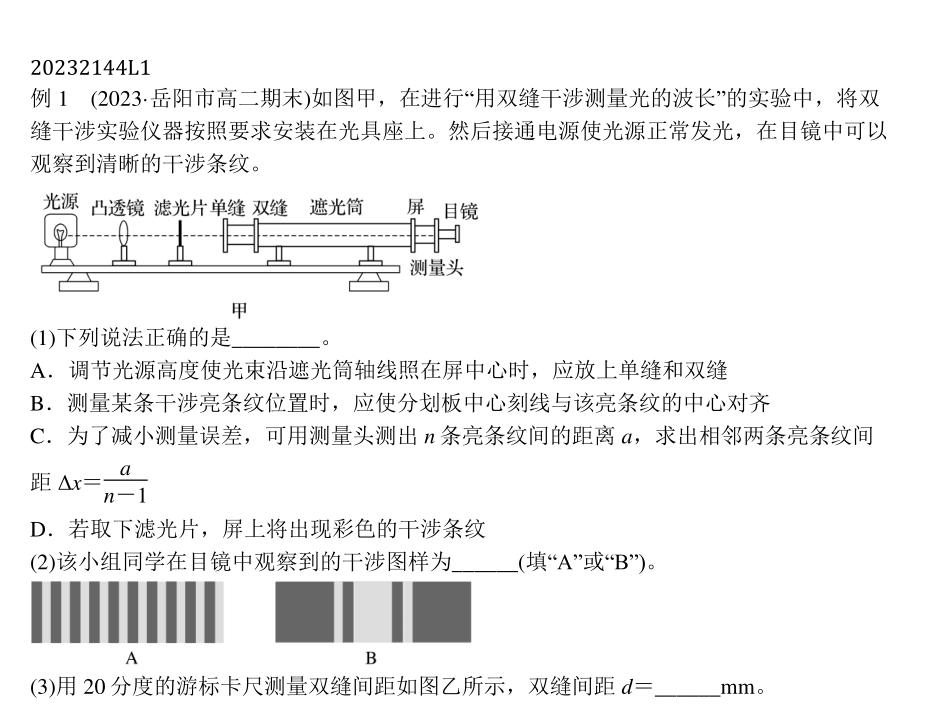 20232144L1
例 1 (2023·岳阳市高二期末)如图甲，在进行“用双缝干涉测量光的波长”的实验中，将双
缝干涉实验仪器按照要求安装在光具座上。然后接通电源使光源正常发光，在目镜中可以
观察到清晰的干涉条纹。
光源 凸透镜 滤光片 单缝 双缝 遮光筒 屏 目镜
测量头
甲
(1)下列说法正确的是________。
A．调节光源高度使光束沿遮光筒轴线照在屏中心时，应放上单缝和双缝
B．测量某条干涉亮条纹位置时，应使分划板中心刻线与该亮条纹的中心对齐
C．为了减小测量误差，可用测量头测出 n 条亮条纹间的距离 a，求出相邻两条亮条纹间
距 Δx＝a/(n－1)
D．若取下滤光片，屏上将出现彩色的干涉条纹
(2)该小组同学在目镜中观察到的干涉图样为______(填“A”或“B”)。
A B
(3)用 20 分度的游标卡尺测量双缝间距如图乙所示，双缝间距 d＝______mm。